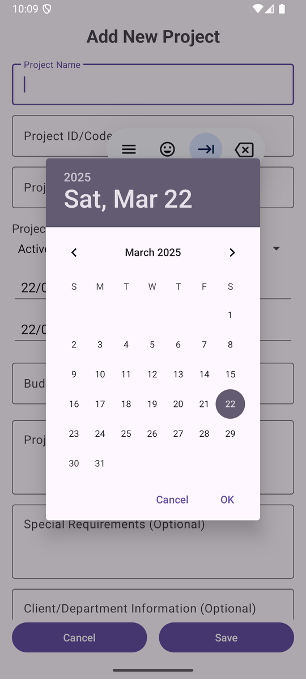 10:09
Add New Project
Project Name
Project ID/Code
Proj
Project
Active
22/0
22/0
Bud
Proj
2025
Sat, Mar 22
March 2025
S M T W T F S
1
2 3 4 5 6 7 8
9 10 11 12 13 14 15
16 17 18 19 20 21 22
23 24 25 26 27 28 29
30 31
Cancel OK
Special Requirements (Optional)
Client/Department Information (Optional)
Cancel Save